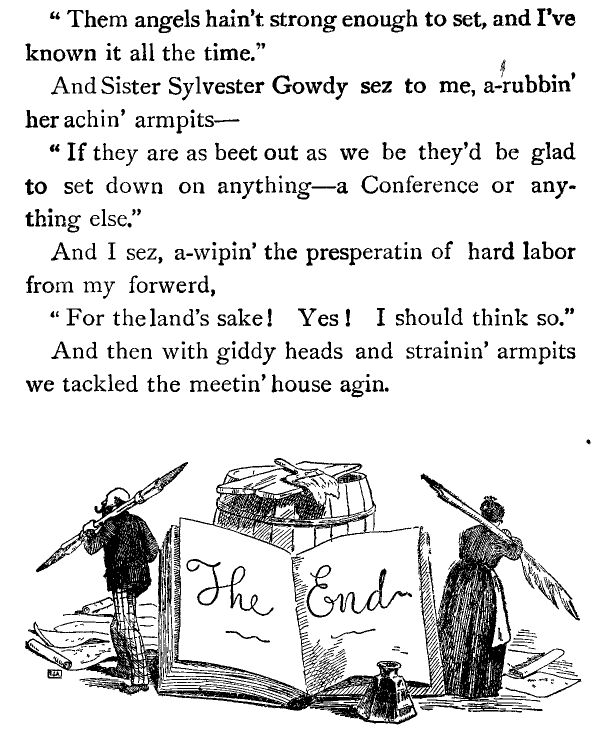 “ Them angels hain't strong enough to set, and I've
known it all the time.”
And Sister Sylvester Gowdy sez to me, a-rubbin'
her achin' armpits—
“ If they are as beet out as we be they'd be glad
to set down on anything—a Conference or any-
thing else.”
And I sez, a-wipin' the presperatin of hard labor
from my forwerd,
“ For the land's sake! Yes! I should think so.”
And then with giddy heads and strainin' armpits
we tackled the meetin' house agin.
The End